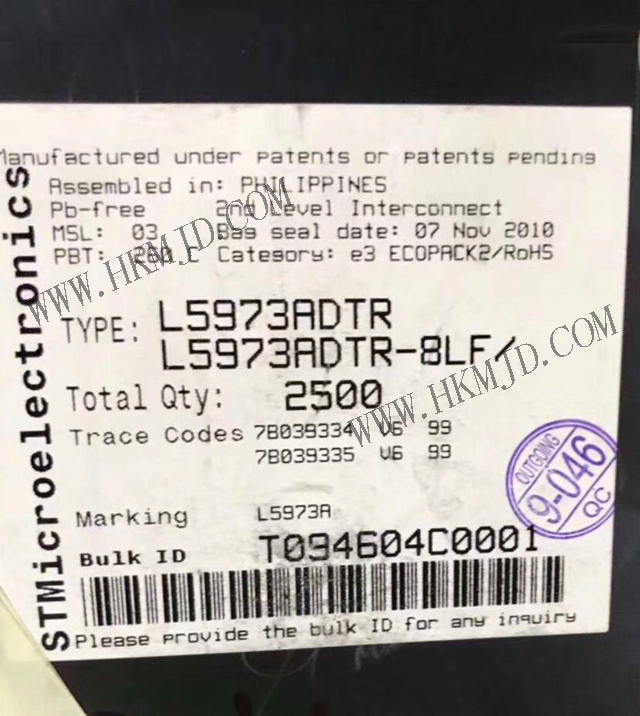 Manufactured under patents or patents pending
Assembled in: PHILIPPINES
Pb-free 2nd Level Interconnect
MSL: 03 Bag seal date: 07 Nov 2010
PBT: 260 C Category: e3 ECOPACK2/RoHS
TYPE: L5973ADTR
L5973ADTR-8LF/
Total Qty: 2500
Trace Codes 7B039334 V6 99
7B039335 V6 99
Marking L5973A
Bulk ID T094604C0001
Please provide the bulk ID for any inquiry
STMicroelectronics
OUTGOING
9-046
QC
WWW.HKMJD.COM
WWW.HKMJD.COM